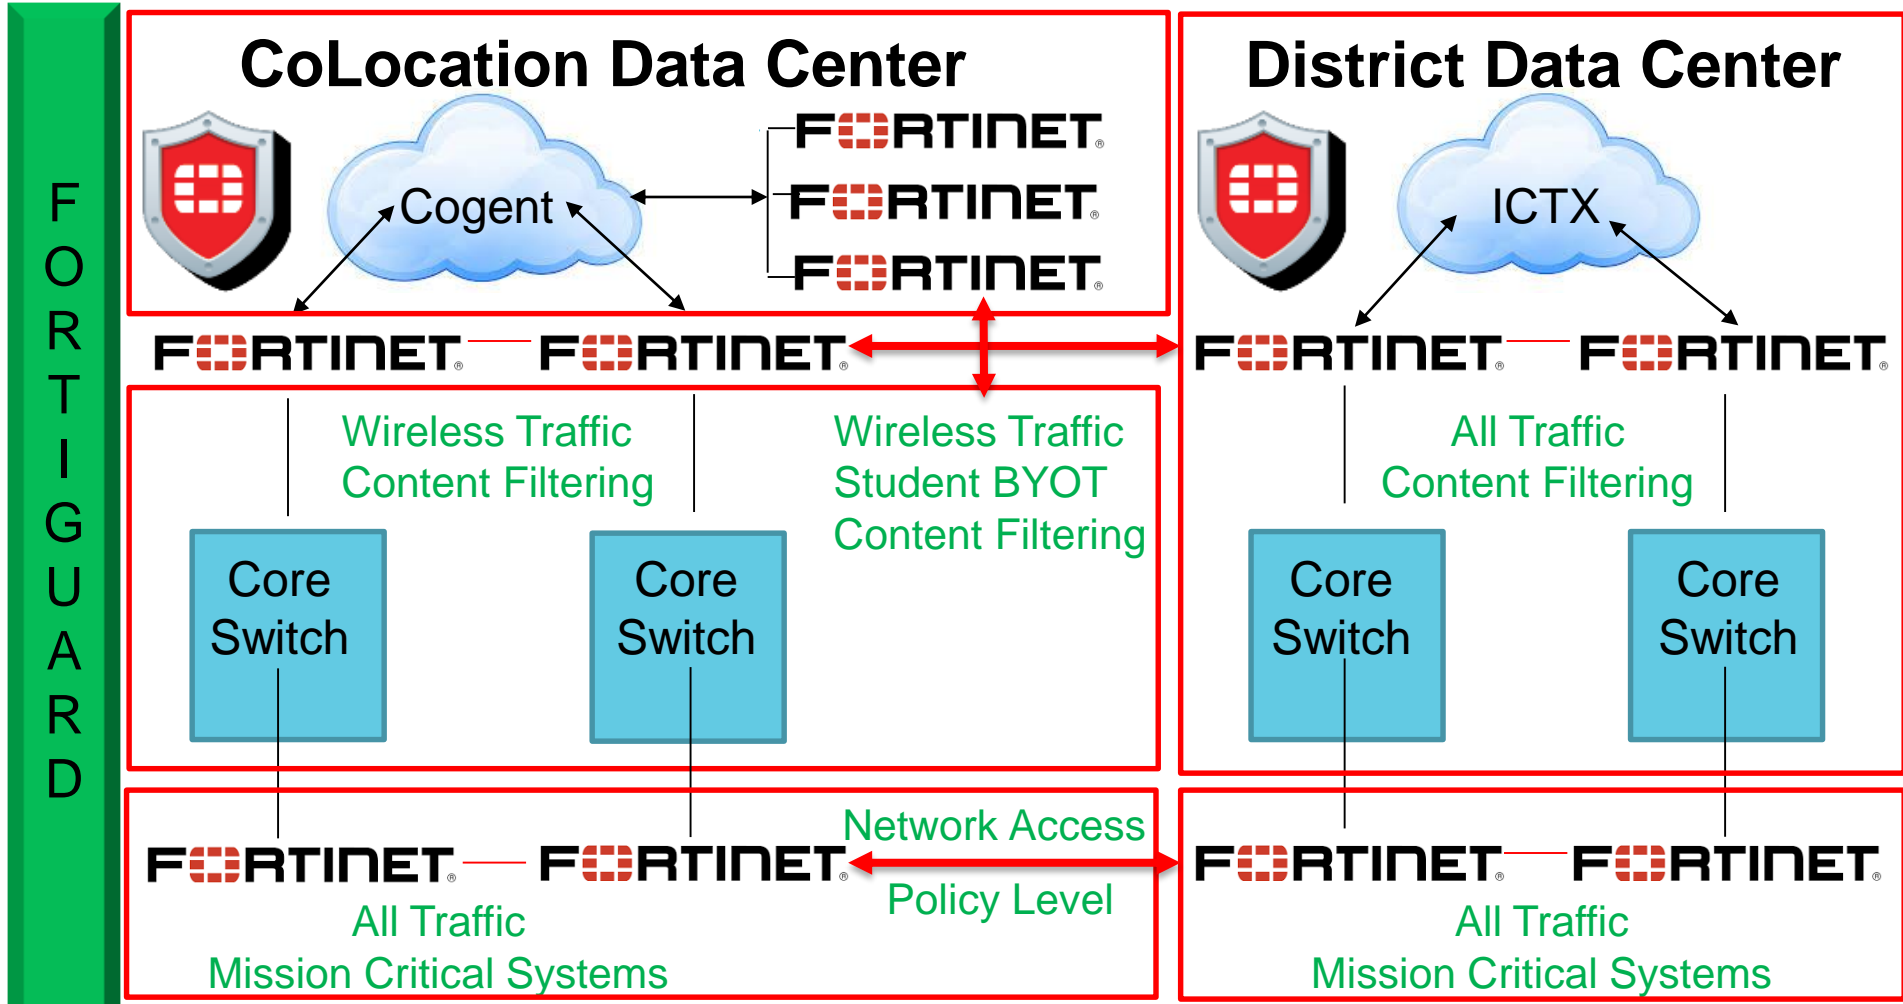 FORTIGUARD
CoLocation Data Center
Cogent
FORTINET®
FORTINET®
FORTINET®
FORTINET®
FORTINET®
Wireless Traffic
Content Filtering
Wireless Traffic
Student BYOT
Content Filtering
Core
Switch
Core
Switch
FORTINET®
FORTINET®
Network Access
Policy Level
All Traffic
Mission Critical Systems
District Data Center
ICTX
FORTINET®
FORTINET®
All Traffic
Content Filtering
Core
Switch
Core
Switch
FORTINET®
FORTINET®
All Traffic
Mission Critical Systems